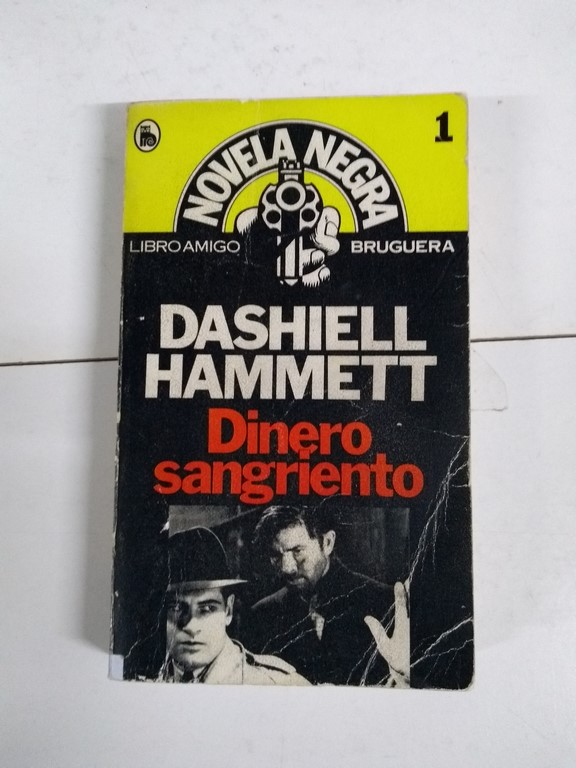 1
NOVELA NEGRA
LIBRO AMIGO BRUGUERA
DASHIELL
HAMMETT
Dinero
sangriento